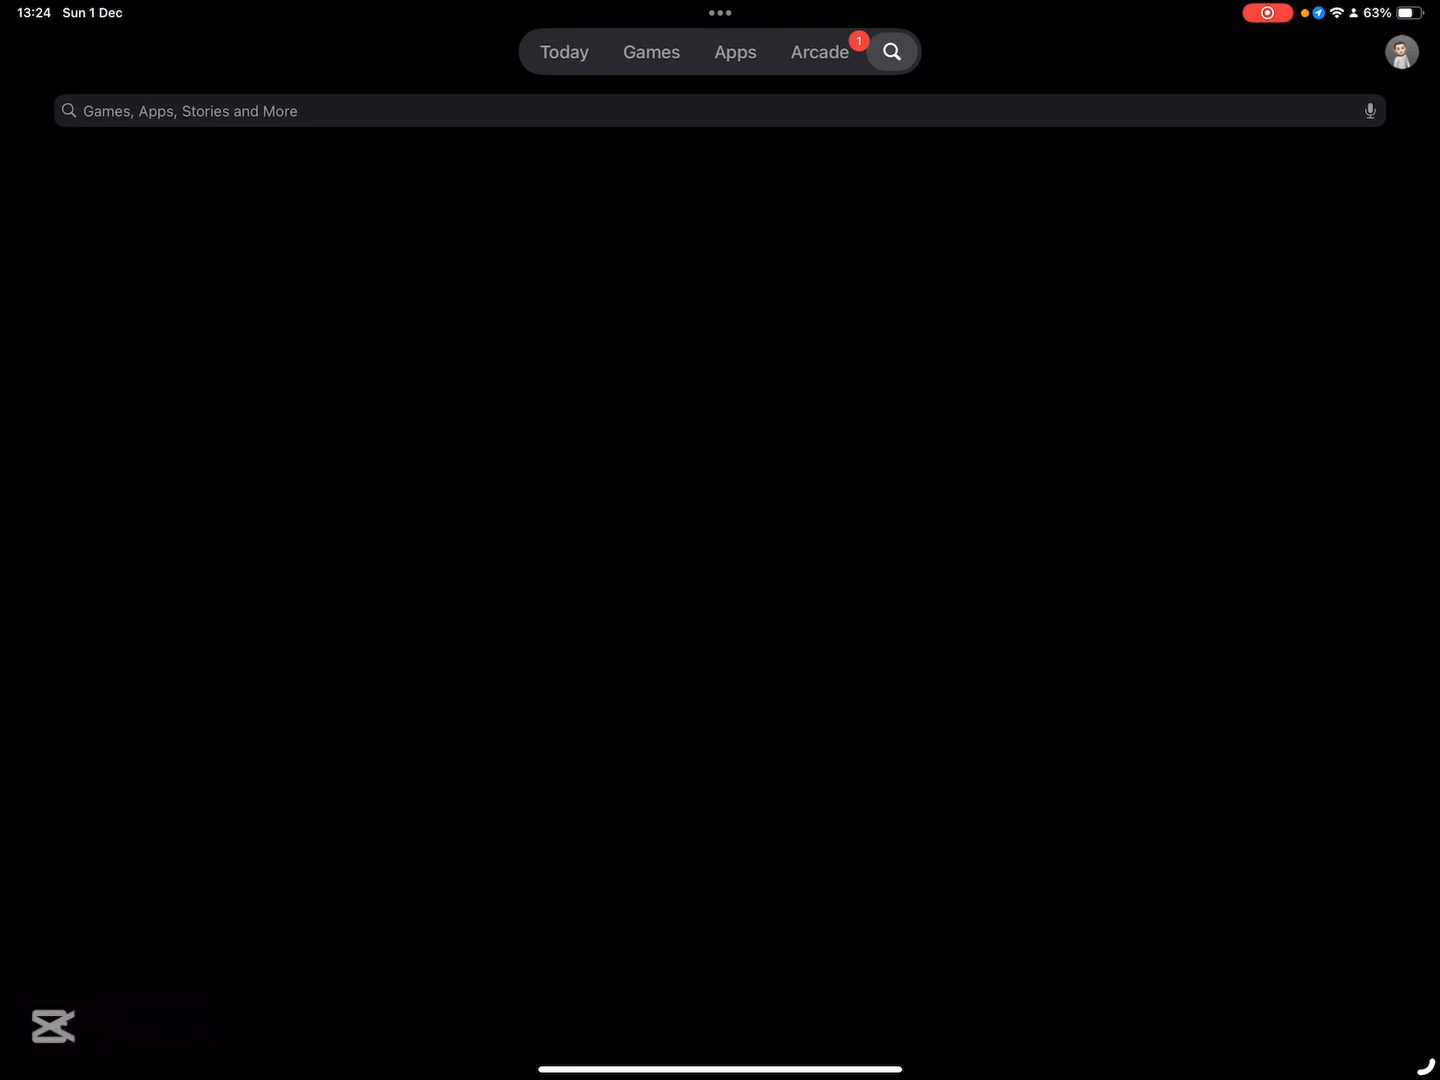 13:24 Sun 1 Dec
63%
Today Games Apps Arcade 1
Games, Apps, Stories and More